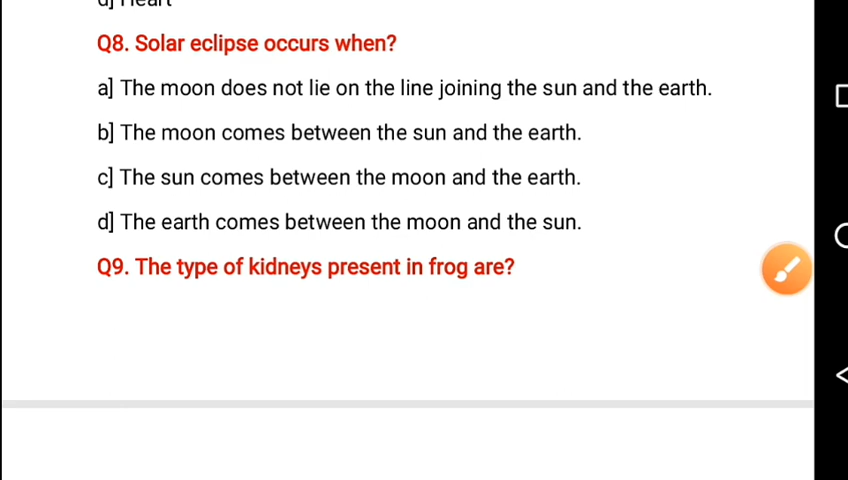 d] Heart
Q8. Solar eclipse occurs when?
a] The moon does not lie on the line joining the sun and the earth.
b] The moon comes between the sun and the earth.
c] The sun comes between the moon and the earth.
d] The earth comes between the moon and the sun.
Q9. The type of kidneys present in frog are?